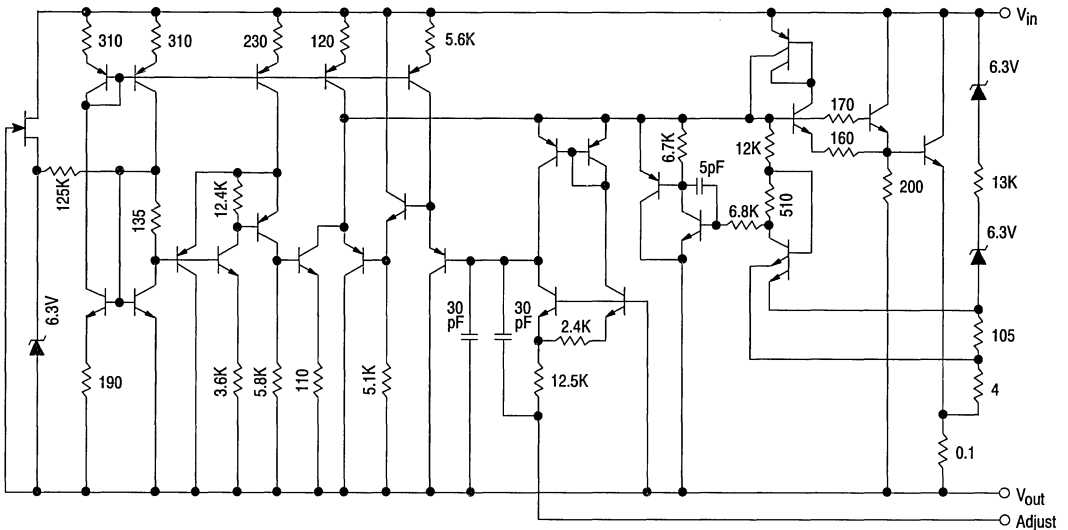 310
310
230
120
5.6K
V_in
6.3V
170
160
6.7K
5pF
12K
125K
12.4K
135
6.8K
510
200
13K
6.3V
6.3V
30
pF
30
pF
2.4K
105
190
3.6K
5.8K
110
5.1K
12.5K
4
0.1
V_out
Adjust